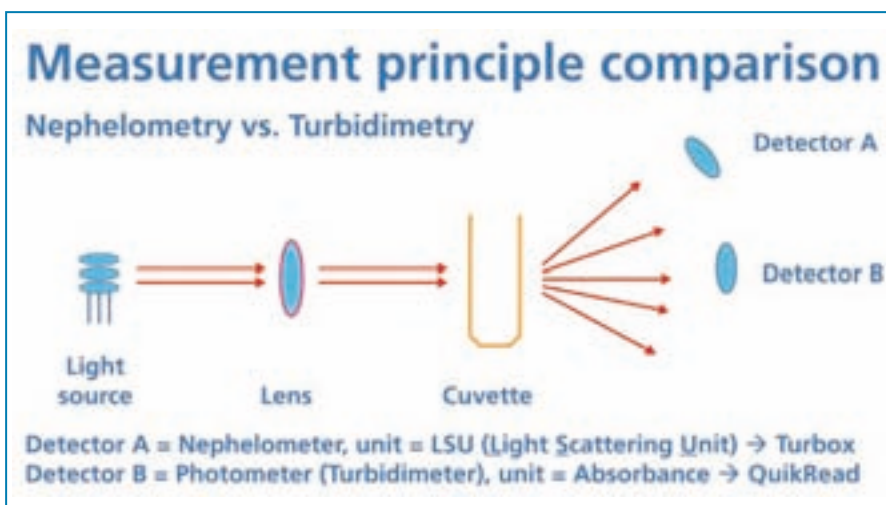 Measurement principle comparison
Nephelometry vs. Turbidimetry
Detector A
Detector B
Light
source
Lens
Cuvette
Detector A = Nephelometer, unit = LSU (Light Scattering Unit) → Turbox
Detector B = Photometer (Turbidimeter), unit = Absorbance → QuikRead